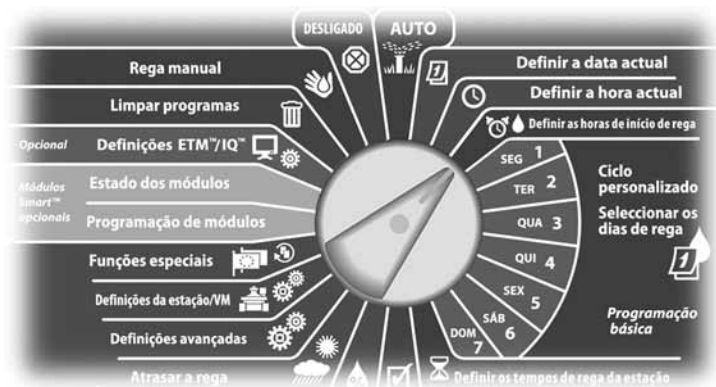 DESLIGADO
AUTO
Rega manual
Limpar programas
Opcional
Definições ETM™/IQ™
Módulos
Smart™
opcionais
Estado dos módulos
Programação de módulos
Funções especiais
Definições da estação/VM
Definições avançadas
Atrasar a rega
1
Definir a data actual
Definir a hora actual
Definir as horas de início de rega
SEG 1
TER 2
QUA 3
QUI 4
SEX 5
SÁB 6
DOM 7
Ciclo
personalizado
Seleccionar os
dias de rega
1
Programação
básica
Definir os tempos de rega da estação
%